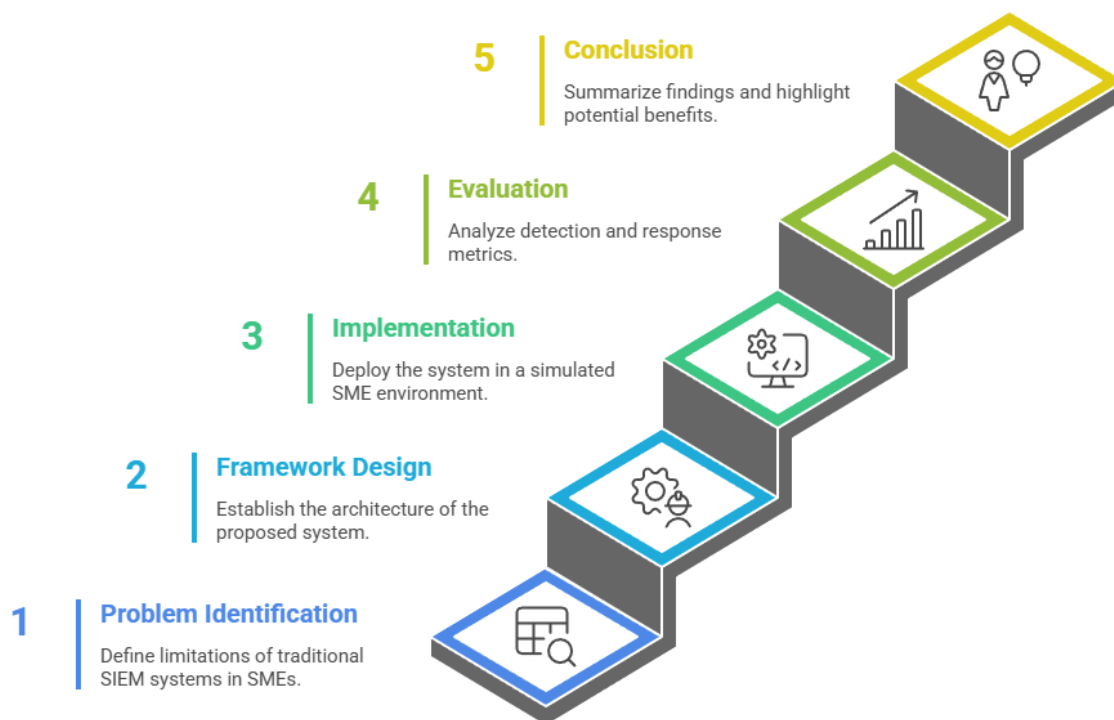 5
Conclusion
Summarize findings and highlight
potential benefits.
4
Evaluation
Analyze detection and response
metrics.
3
Implementation
Deploy the system in a simulated
SME environment.
2
Framework Design
Establish the architecture of the
proposed system.
1
Problem Identification
Define limitations of traditional
SIEM systems in SMEs.